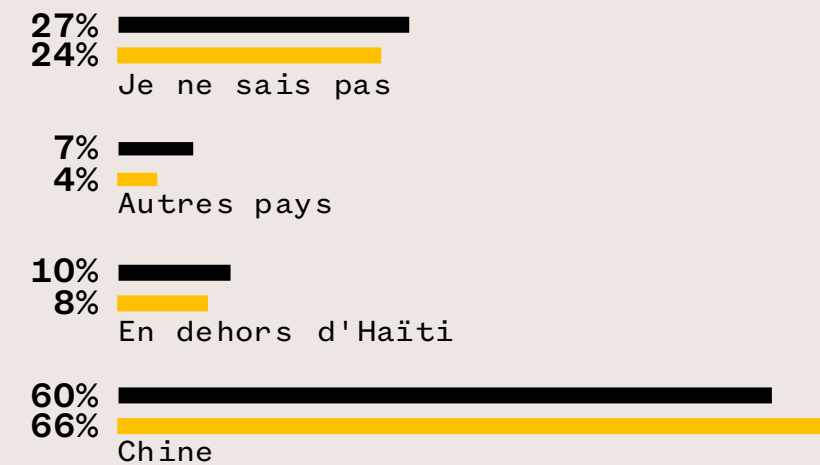 27%
24%
Je ne sais pas
7%
4%
Autres pays
10%
8%
En dehors d'Haïti
60%
66%
Chine